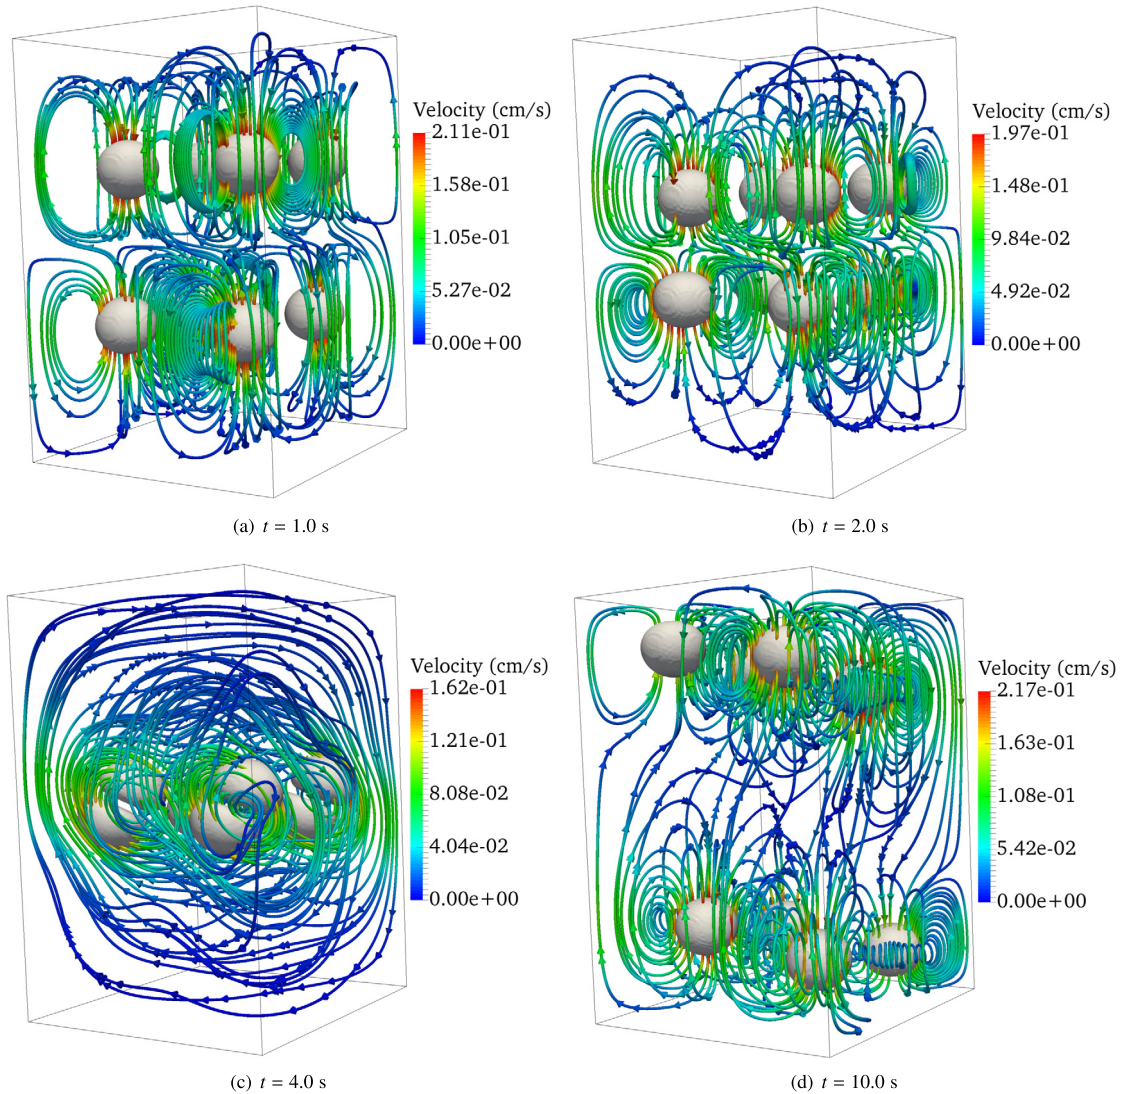 Velocity (cm/s)
2.11e-01
1.58e-01
1.05e-01
5.27e-02
0.00e+00
(a) t = 1.0 s
Velocity (cm/s)
1.97e-01
1.48e-01
9.84e-02
4.92e-02
0.00e+00
(b) t = 2.0 s
Velocity (cm/s)
1.62e-01
1.21e-01
8.08e-02
4.04e-02
0.00e+00
(c) t = 4.0 s
Velocity (cm/s)
2.17e-01
1.63e-01
1.08e-01
5.42e-02
0.00e+00
(d) t = 10.0 s